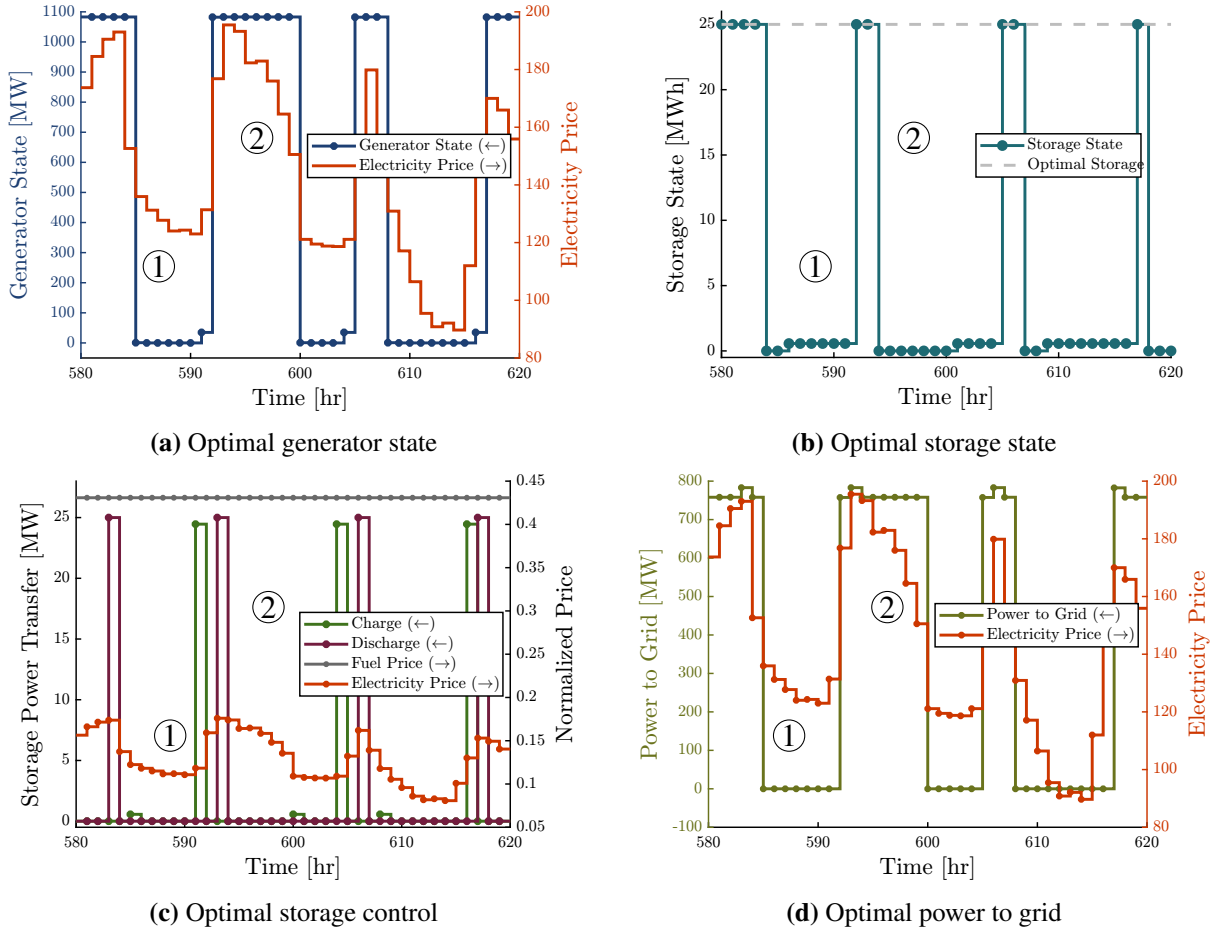 1100
1000
900
800
700
600
500
400
300
200
100
0
Generator State [MW]
200
180
160
140
120
100
80
Electricity Price
①
②
Generator State (←)
Electricity Price (→)
580 590 600 610 620
Time [hr]
(a) Optimal generator state
25
20
15
10
5
0
Storage State [MWh]
①
②
Storage State
Optimal Storage
580 590 600 610 620
Time [hr]
(b) Optimal storage state
25
20
15
10
5
0
Storage Power Transfer [MW]
0.45
0.4
0.35
0.3
0.25
0.2
0.15
0.1
0.05
Normalized Price
①
②
Charge (←)
Discharge (←)
Fuel Price (→)
Electricity Price (→)
580 590 600 610 620
Time [hr]
(c) Optimal storage control
800
700
600
500
400
300
200
100
0
-100
Power to Grid [MW]
200
180
160
140
120
100
80
Electricity Price
①
②
Power to Grid (←)
Electricity Price (→)
580 590 600 610 620
Time [hr]
(d) Optimal power to grid